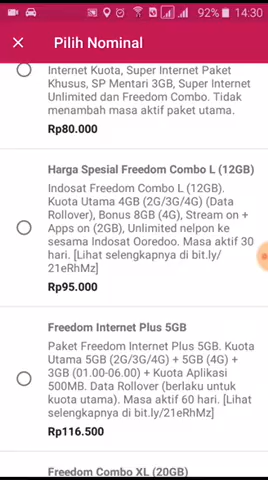 92% 14:30
Pilih Nominal
Internet Kuota, Super Internet Paket
Khusus, SP Mentari 3GB, Super Internet
Unlimited dan Freedom Combo. Tidak
menambah masa aktif paket utama.
Rp80.000
Harga Spesial Freedom Combo L (12GB)
Indosat Freedom Combo L (12GB).
Kuota Utama 4GB (2G/3G/4G) (Data
Rollover), Bonus 8GB (4G), Stream on +
Apps on (2GB), Unlimited nelpon ke
sesama Indosat Ooredoo. Masa aktif 30
hari. [Lihat selengkapnya di bit.ly/
21eRhMz]
Rp95.000
Freedom Internet Plus 5GB
Paket Freedom Internet Plus 5GB. Kuota
Utama 5GB (2G/3G/4G) + 5GB (4G) +
3GB (01.00-06.00) + Kuota Aplikasi
500MB. Data Rollover (berlaku untuk
kuota utama). Masa aktif 60 hari. [Lihat
selengkapnya di bit.ly/21eRhMz]
Rp116.500
Freedom Combo XL (20GB)